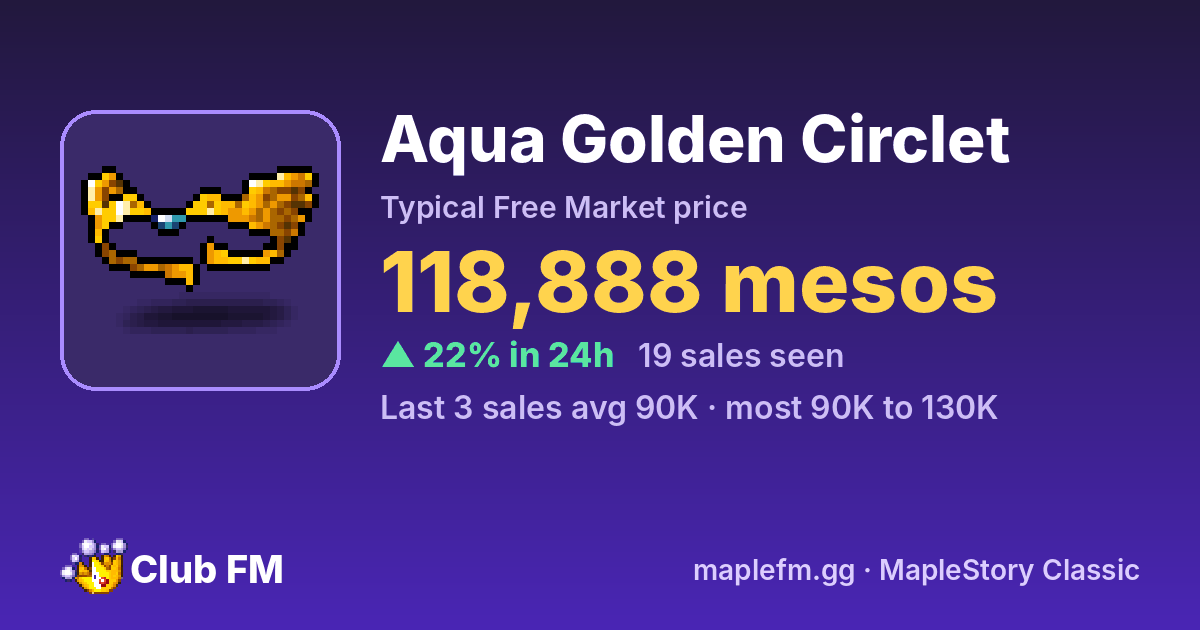 Aqua Golden Circlet
Typical Free Market price
118,888 mesos
▲ 22% in 24h 19 sales seen
Last 3 sales avg 90K · most 90K to 130K
Club FM
maplefm.gg · MapleStory Classic